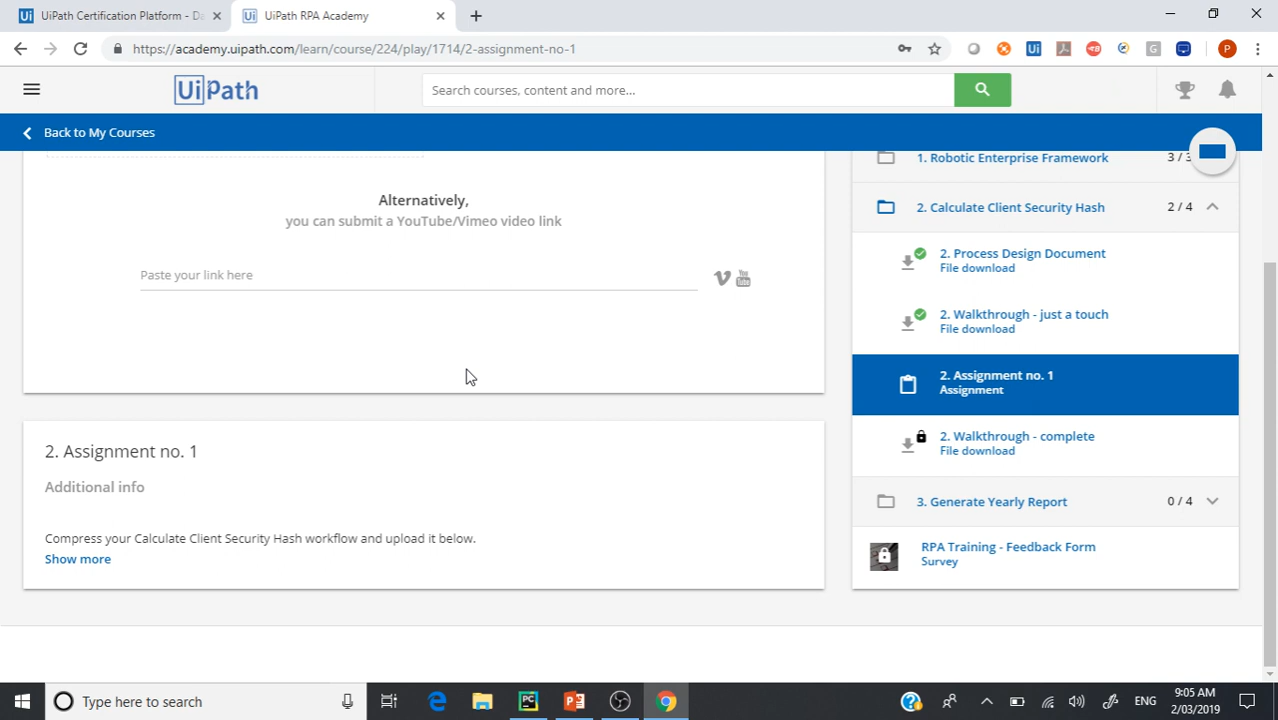 UiPath Certification Platform - Da
UiPath RPA Academy
https://academy.uipath.com/learn/course/224/play/1714/2-assignment-no-1
UiPath
Search courses, content and more...
Back to My Courses
1. Robotic Enterprise Framework
3 / 3
Alternatively,
you can submit a YouTube/Vimeo video link
Paste your link here
2. Calculate Client Security Hash
2 / 4
2. Process Design Document
File download
2. Walkthrough - just a touch
File download
2. Assignment no. 1
Assignment
2. Walkthrough - complete
File download
3. Generate Yearly Report
0 / 4
RPA Training - Feedback Form
Survey
2. Assignment no. 1
Additional info
Compress your Calculate Client Security Hash workflow and upload it below.
Show more
Type here to search
ENG
9:05 AM
2/03/2019